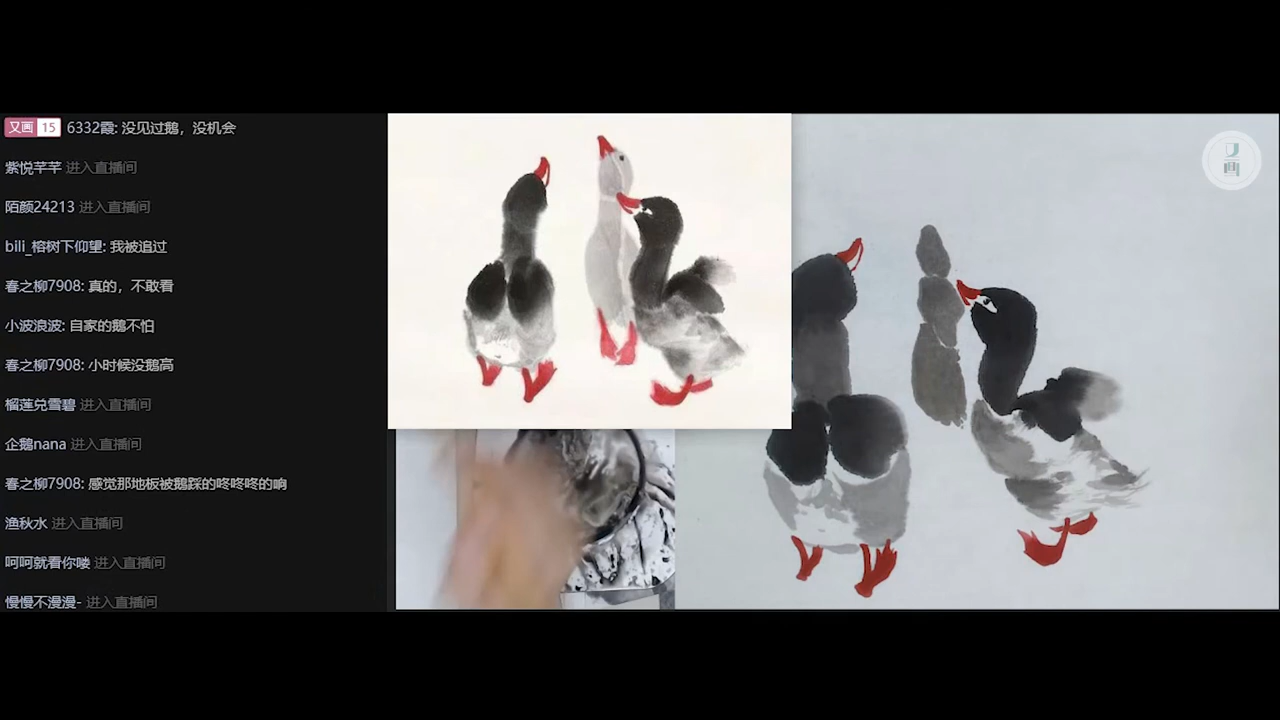 又画 15 6332霞: 没见过鹅，没机会
紫悦芊芊 进入直播间
陌颜24213 进入直播间
bili_榕树下仰望: 我被追过
春之柳7908: 真的，不敢看
小波浪波: 自家的鹅不怕
春之柳7908: 小时候没鹅高
榴莲兑雪碧 进入直播间
企鹅nana 进入直播间
春之柳7908: 感觉那地板被鹅踩的咚咚咚的响
渔秋水 进入直播间
呵呵就看你喽 进入直播间
慢慢不漫漫- 进入直播间